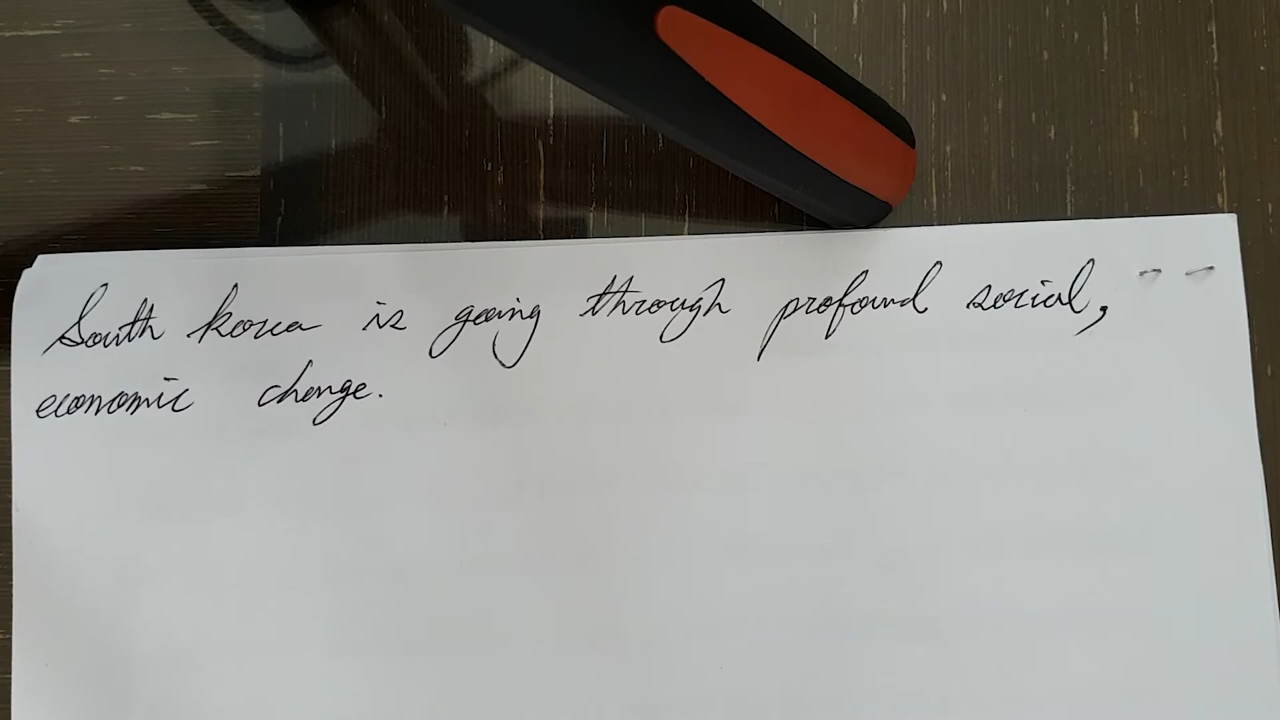 South korea is going through profound social,
economic change.